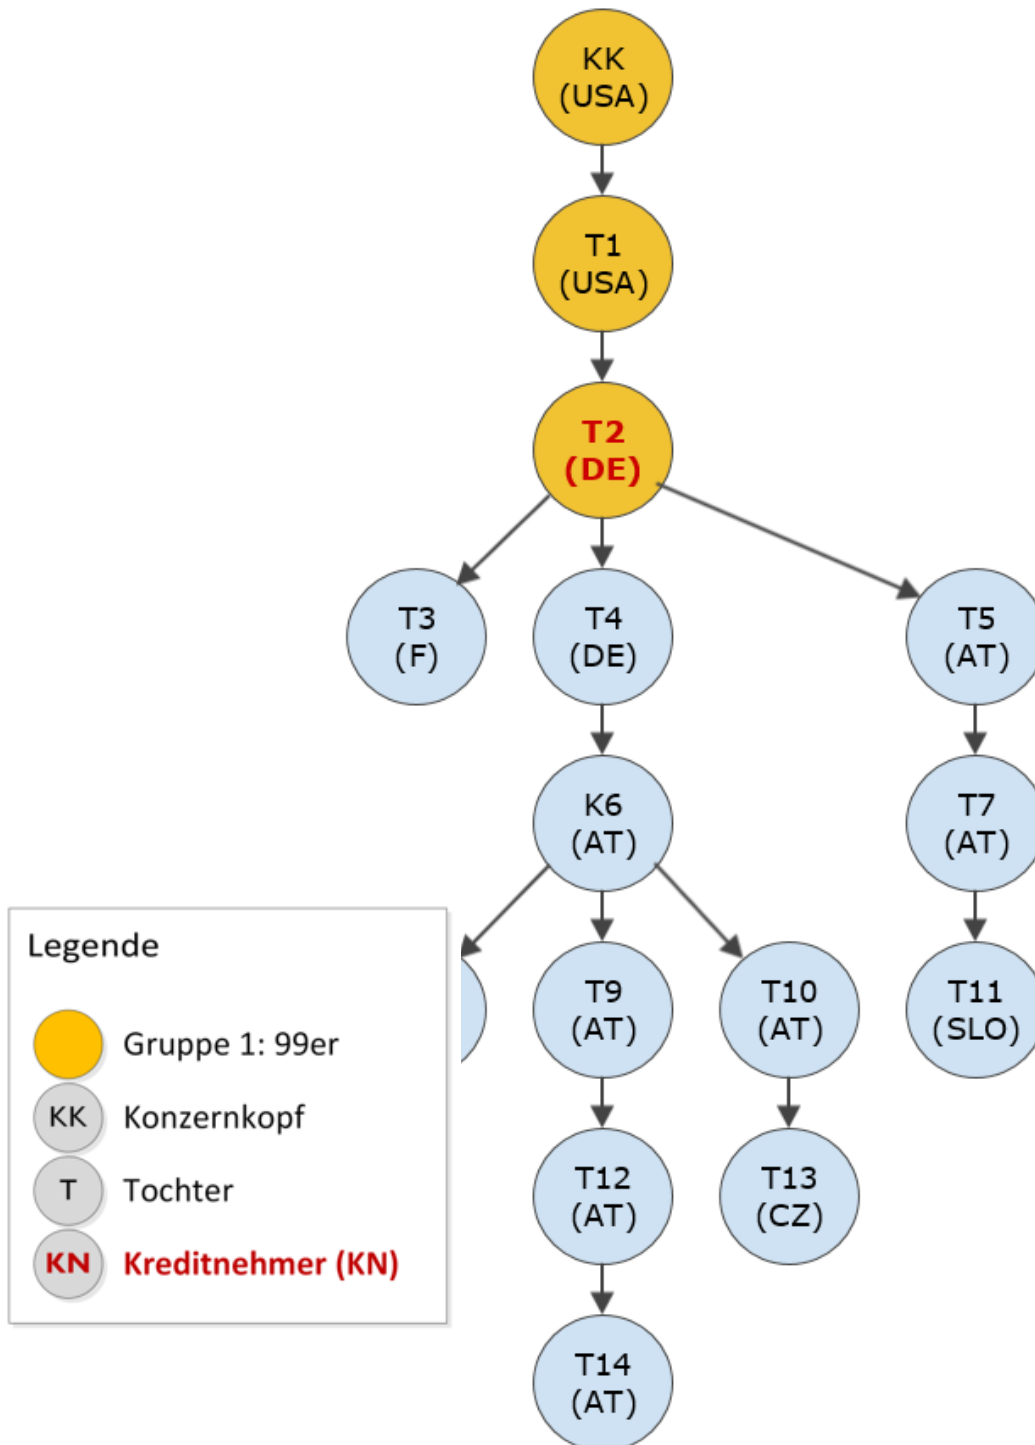 KK
(USA)
T1
(USA)
T2
(DE)
T3
(F)
T4
(DE)
T5
(AT)
K6
(AT)
T7
(AT)
T9
(AT)
T10
(AT)
T11
(SLO)
T12
(AT)
T13
(CZ)
T14
(AT)
Legende
Gruppe 1: 99er
KK Konzernkopf
T Tochter
KN Kreditnehmer (KN)